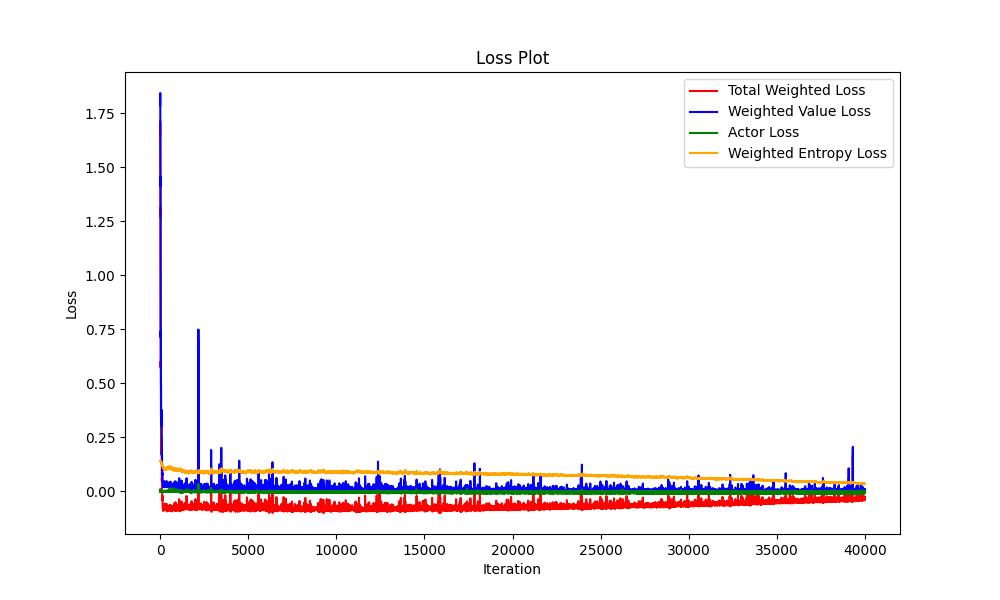 Loss Plot
Total Weighted Loss
Weighted Value Loss
Actor Loss
Weighted Entropy Loss
1.75
1.50
1.25
1.00
0.75
0.50
0.25
0.00
Loss
0 5000 10000 15000 20000 25000 30000 35000 40000
Iteration